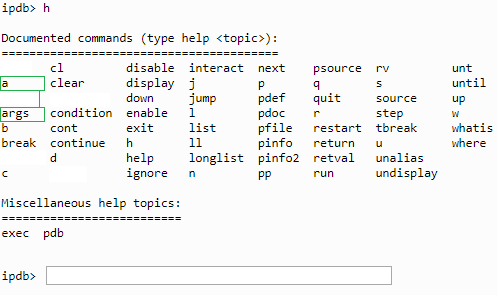 ipdb> h
Documented commands (type help <topic>):
========================================
cl disable interact next psource rv unt
a clear display j p q s until
down jump pdef quit source up
args condition enable l pdoc r step w
b cont exit list pfile restart tbreak whatis
break continue h ll pinfo return u where
d help longlist pinfo2 retval unalias
c ignore n pp run undisplay
Miscellaneous help topics:
==========================
exec pdb
ipdb>